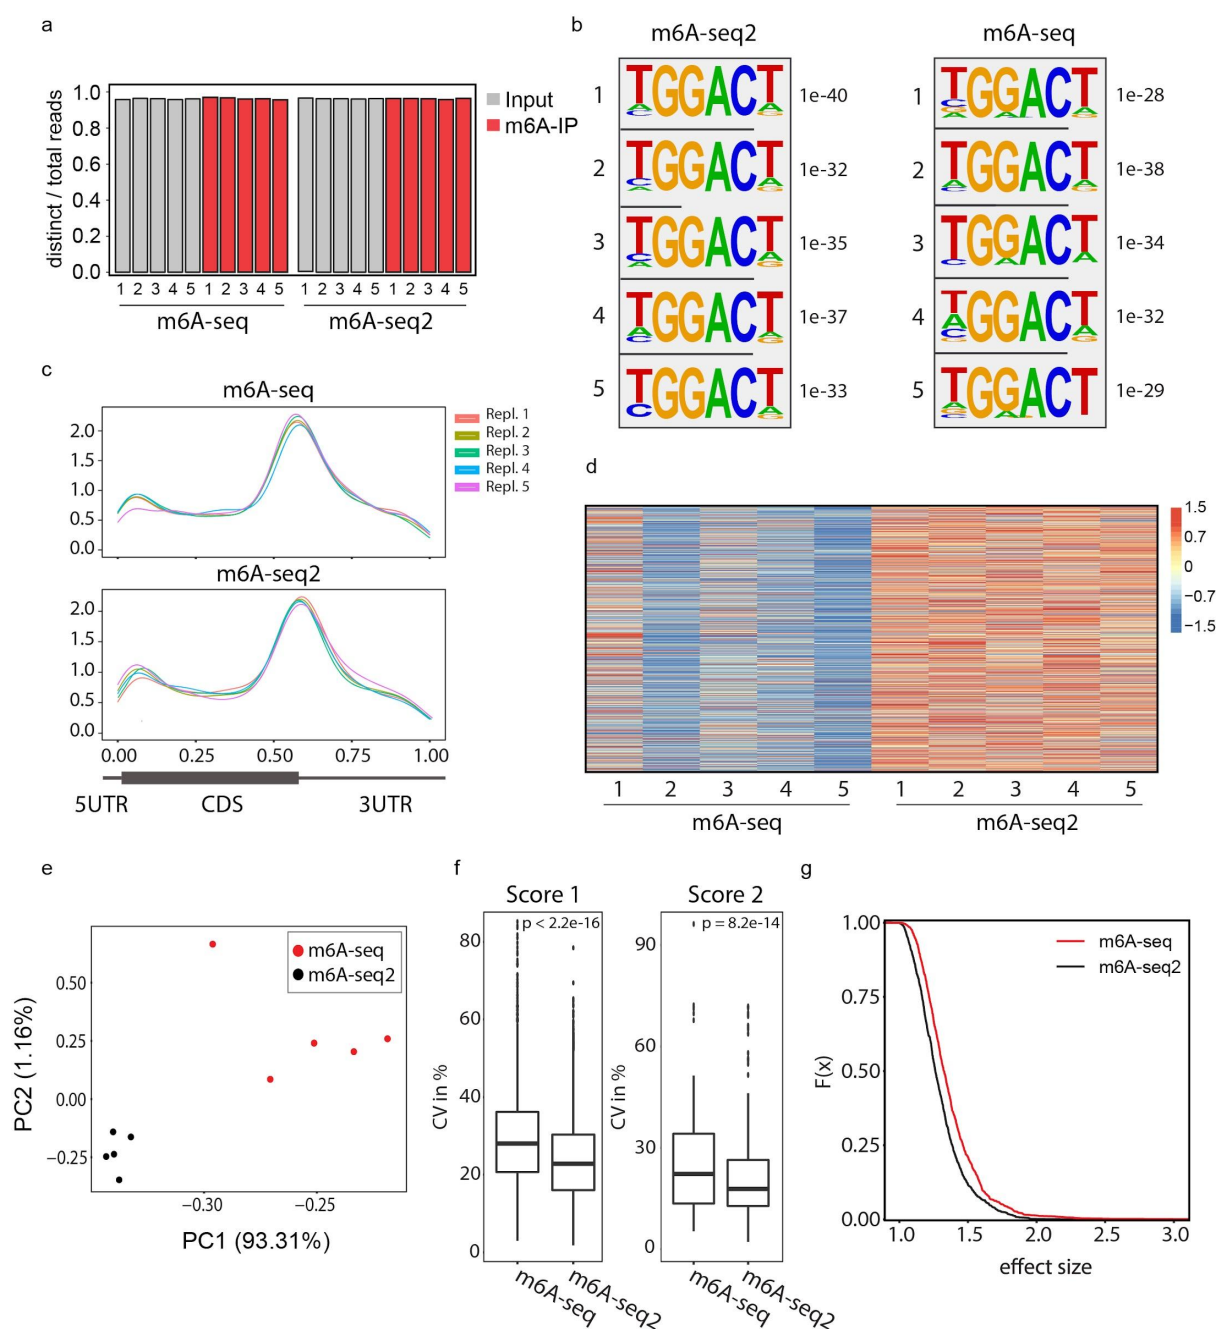 a
distinct / total reads
1.0
0.8
0.6
0.4
0.2
0.0
Input
m6A-IP
1 2 3 4 5 1 2 3 4 5 1 2 3 4 5 1 2 3 4 5
m6A-seq m6A-seq2
b
m6A-seq2 m6A-seq
1 TGGACT 1e-40 1 TGGACT 1e-28
2 TGGACT 1e-32 2 TGGACT 1e-38
3 TGGACT 1e-35 3 TGGACT 1e-34
4 TGGACT 1e-37 4 TGGACT 1e-32
5 TGGACT 1e-33 5 TGGACT 1e-29
c
m6A-seq
2.0
1.5
1.0
0.5
0.0
Repl. 1
Repl. 2
Repl. 3
Repl. 4
Repl. 5
m6A-seq2
2.0
1.5
1.0
0.5
0.0
0.00 0.25 0.50 0.75 1.00
5UTR CDS 3UTR
d
1.5
0.7
0
−0.7
−1.5
1 2 3 4 5 1 2 3 4 5
m6A-seq m6A-seq2
e
PC2 (1.16%)
0.50
0.25
0.00
−0.25
m6A-seq
m6A-seq2
−0.30 −0.25
PC1 (93.31%)
f
Score 1
p < 2.2e-16
CV in %
80
60
40
20
0
m6A-seq m6A-seq2
Score 2
p = 8.2e-14
CV in %
90
60
30
0
m6A-seq m6A-seq2
g
F(x)
1.00
0.75
0.50
0.25
0.00
m6A-seq
m6A-seq2
1.0 1.5 2.0 2.5 3.0
effect size